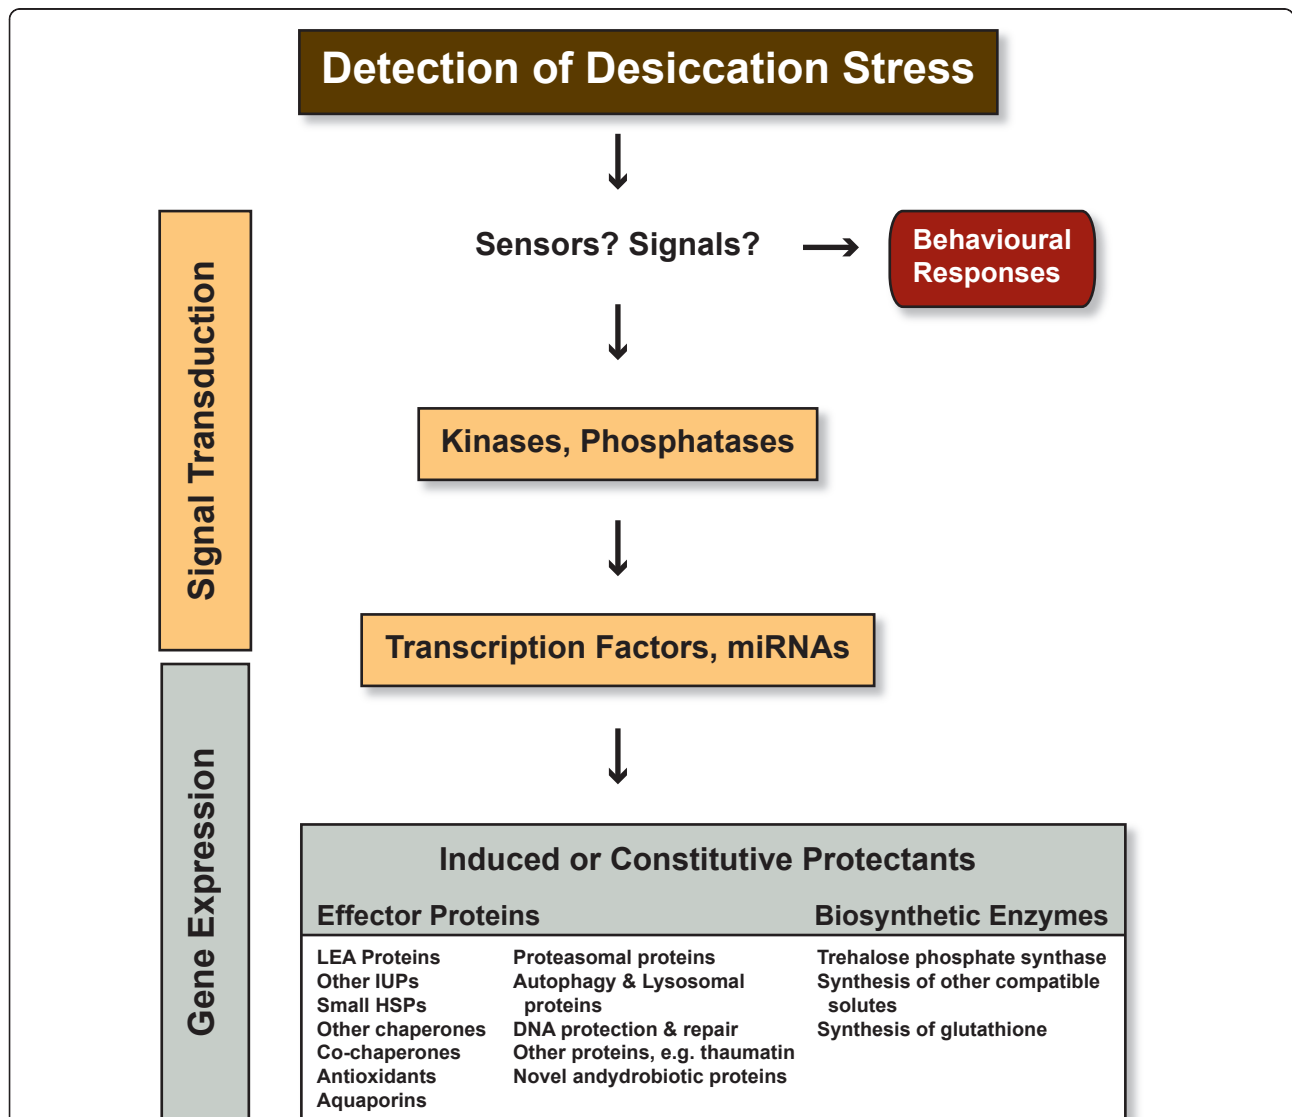 Detection of Desiccation Stress
Signal Transduction
Sensors? Signals?
Behavioural
Responses
Kinases, Phosphatases
Transcription Factors, miRNAs
Gene Expression
Induced or Constitutive Protectants
Effector Proteins
LEA Proteins
Other IUPs
Small HSPs
Other chaperones
Co-chaperones
Antioxidants
Aquaporins
Proteasomal proteins
Autophagy & Lysosomal
proteins
DNA protection & repair
Other proteins, e.g. thaumatin
Novel andydrobiotic proteins
Biosynthetic Enzymes
Trehalose phosphate synthase
Synthesis of other compatible
solutes
Synthesis of glutathione